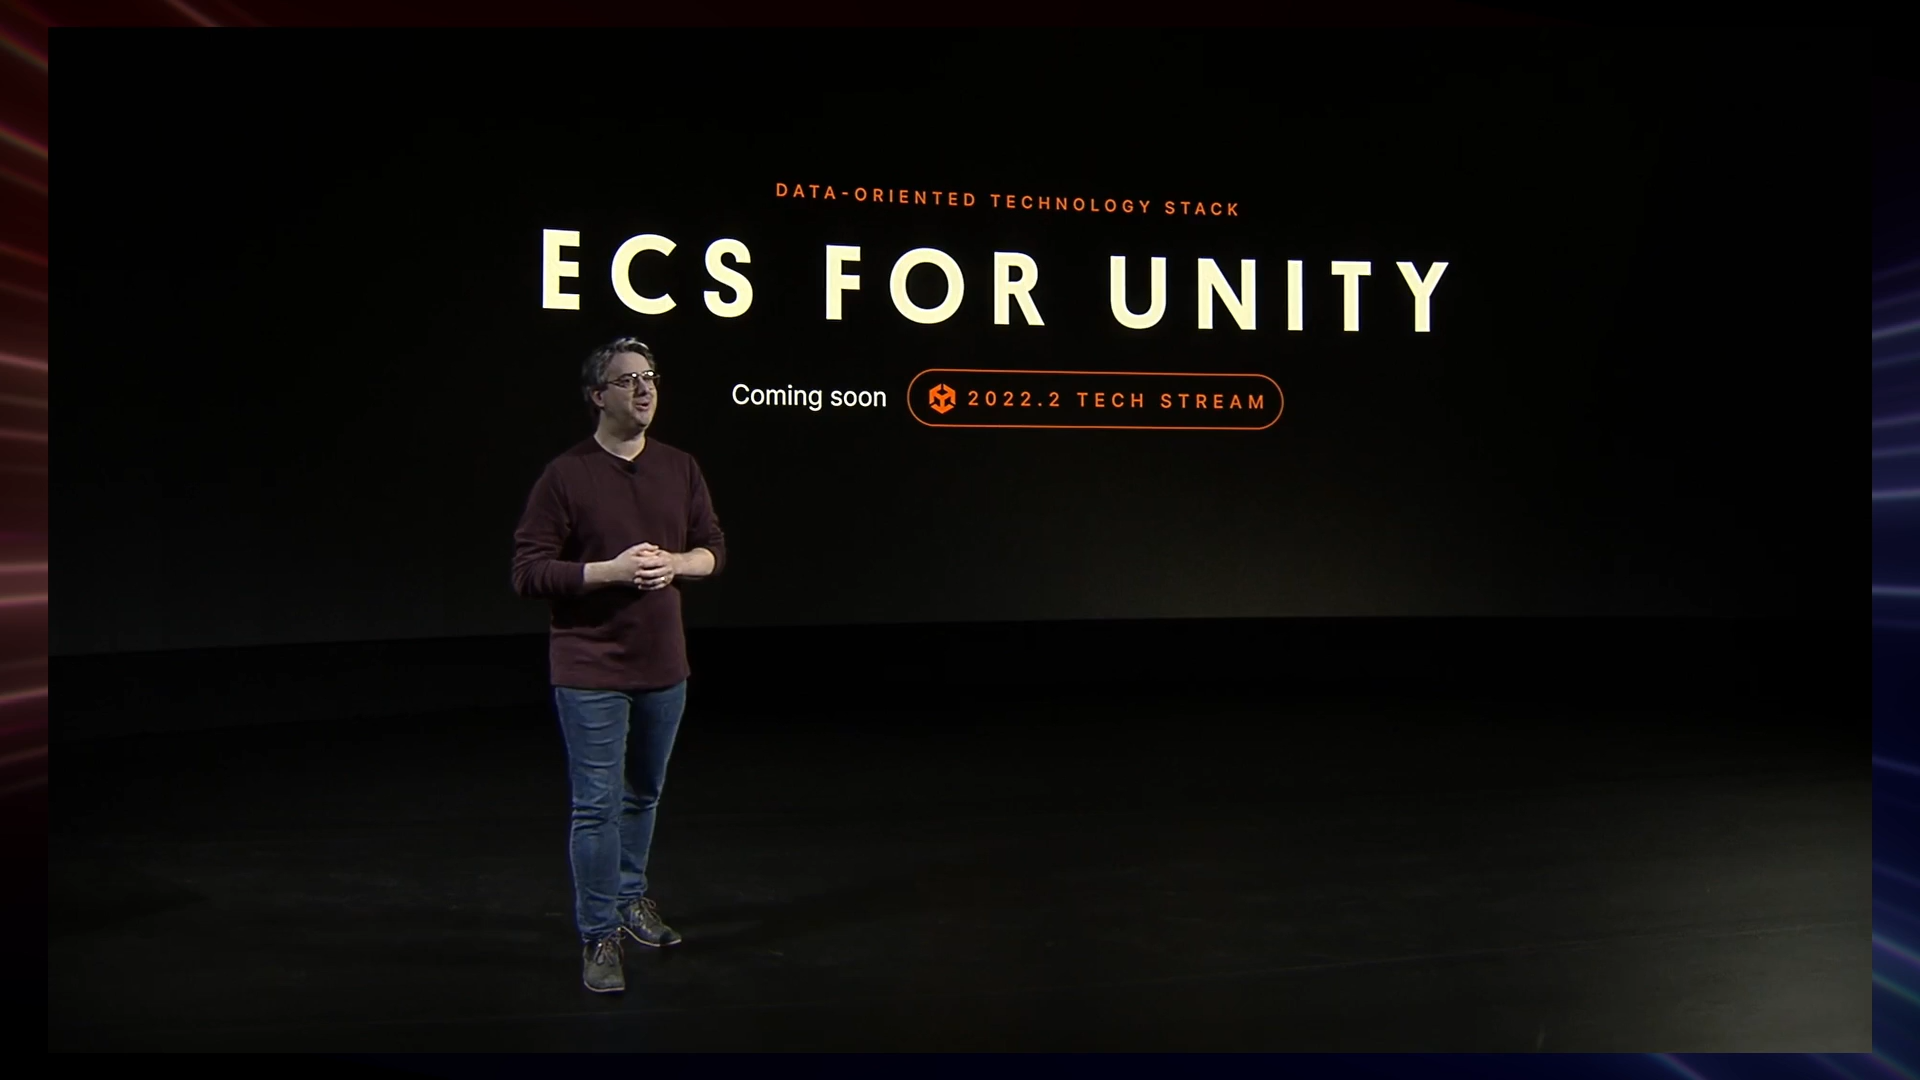 DATA-ORIENTED TECHNOLOGY STACK
ECS FOR UNITY
Coming soon 2022.2 TECH STREAM